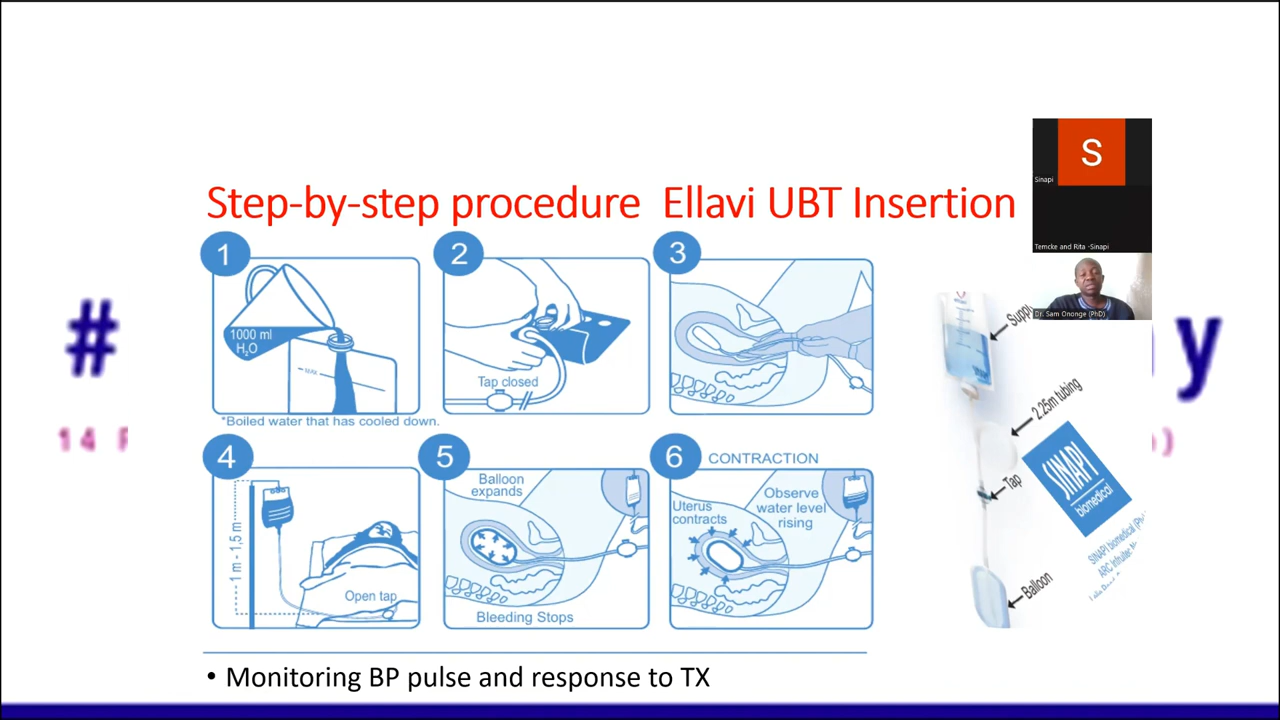 Step-by-step procedure Ellavi UBT Insertion
S
Sinapi
Temcke and Rita -Sinapi
Dr. Sam Ononge (PhD)
1
1000 ml
H₂O
*Boiled water that has cooled down.
2
Tap closed
3
4
1 m - 1,5 m
Open tap
5
Balloon
expands
Bleeding Stops
6
CONTRACTION
Uterus
contracts
Observe
water level
rising
2.25m tubing
Tap
Balloon
SINAPI
biomedical
SINAPI biomedical
#
y
14
• Monitoring BP pulse and response to TX